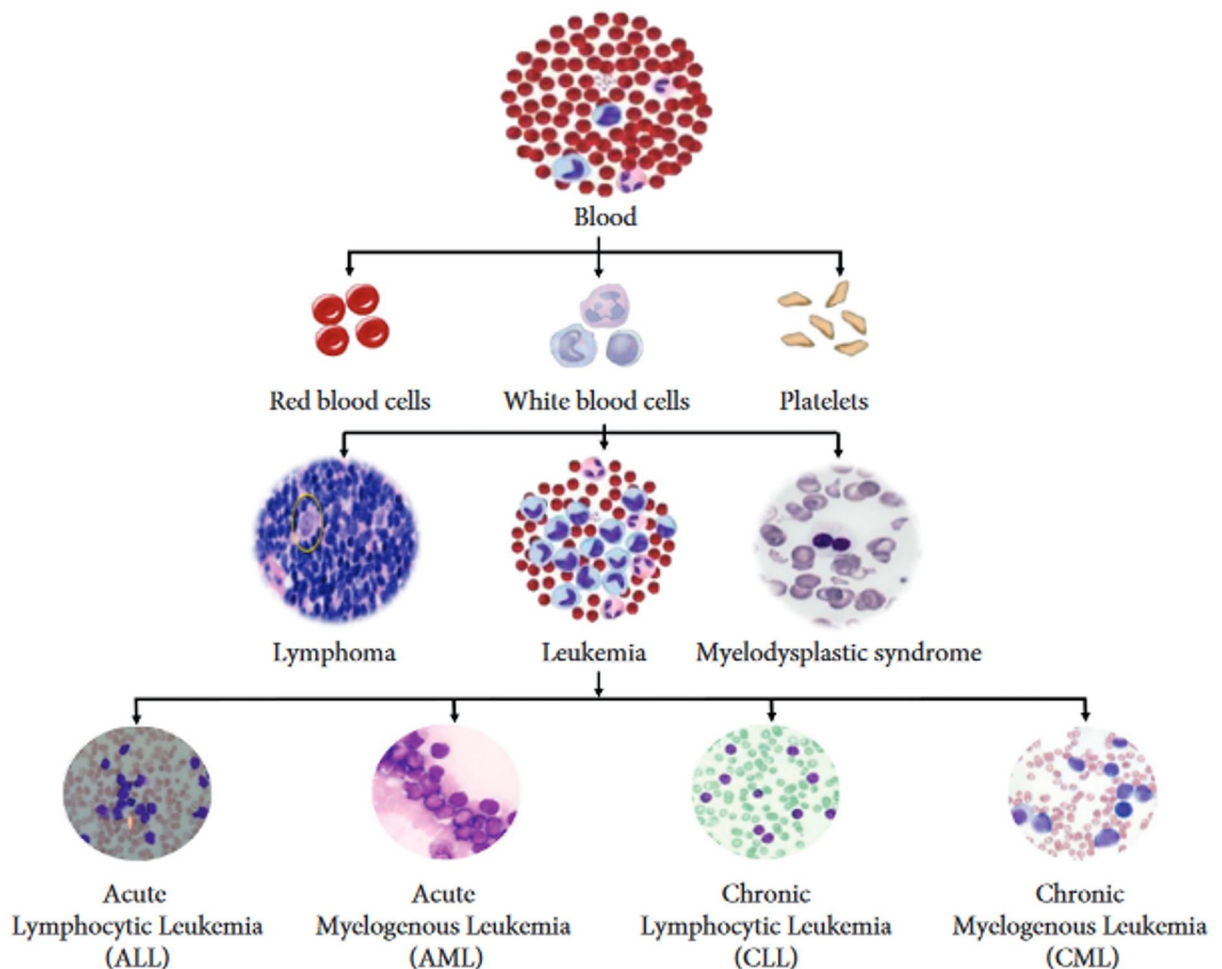 Blood
Red blood cells
White blood cells
Platelets
Lymphoma
Leukemia
Myelodysplastic syndrome
Acute
Lymphocytic Leukemia
(ALL)
Acute
Myelogenous Leukemia
(AML)
Chronic
Lymphocytic Leukemia
(CLL)
Chronic
Myelogenous Leukemia
(CML)